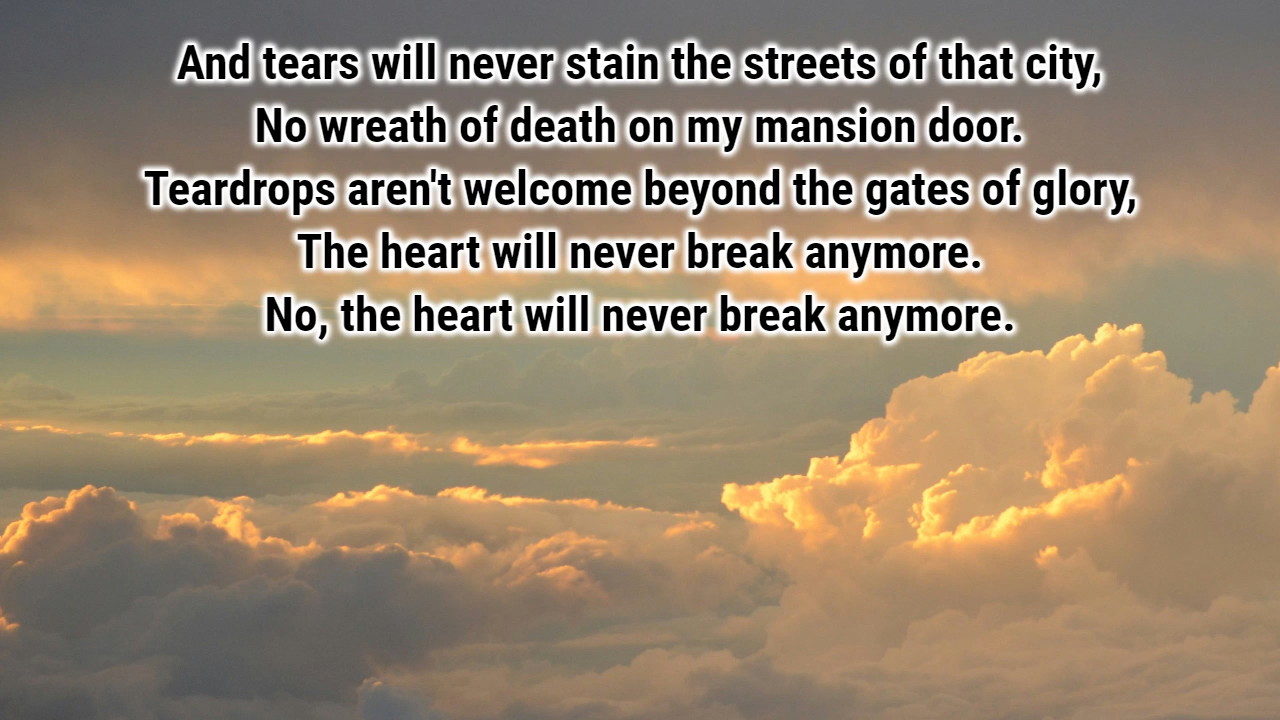 And tears will never stain the streets of that city,
No wreath of death on my mansion door.
Teardrops aren't welcome beyond the gates of glory,
The heart will never break anymore.
No, the heart will never break anymore.